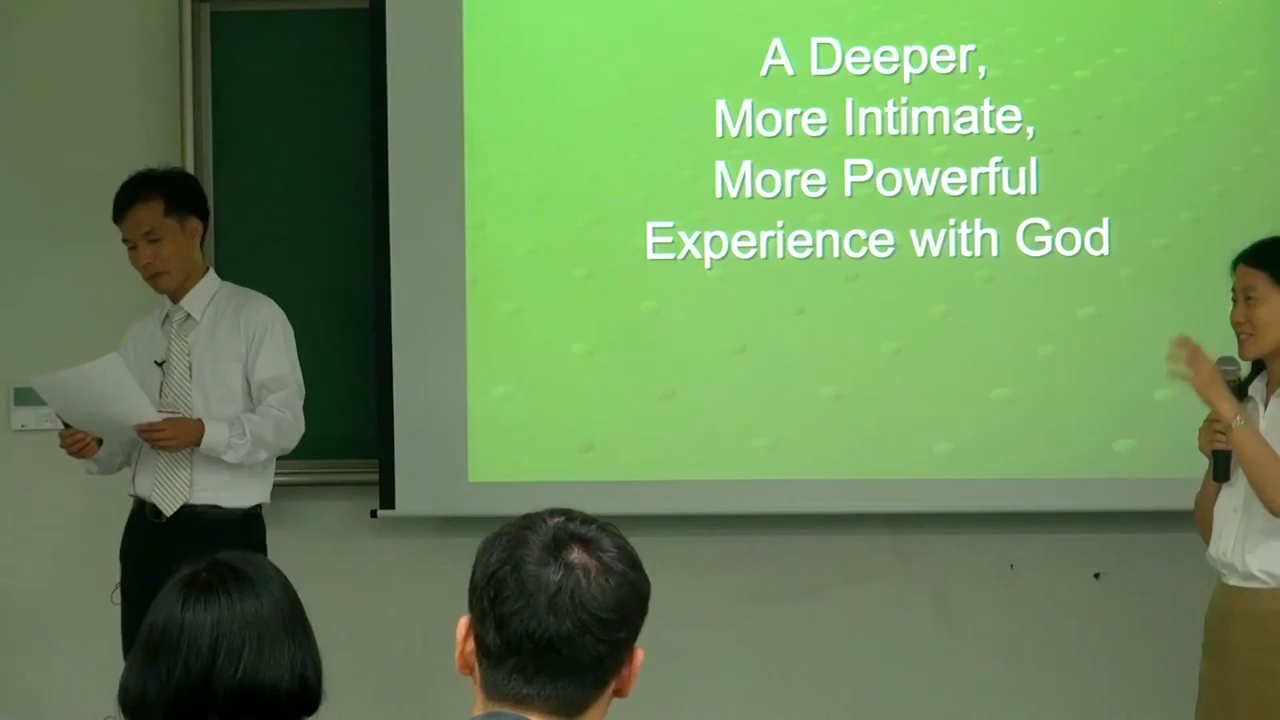 A Deeper,
More Intimate,
More Powerful
Experience with God